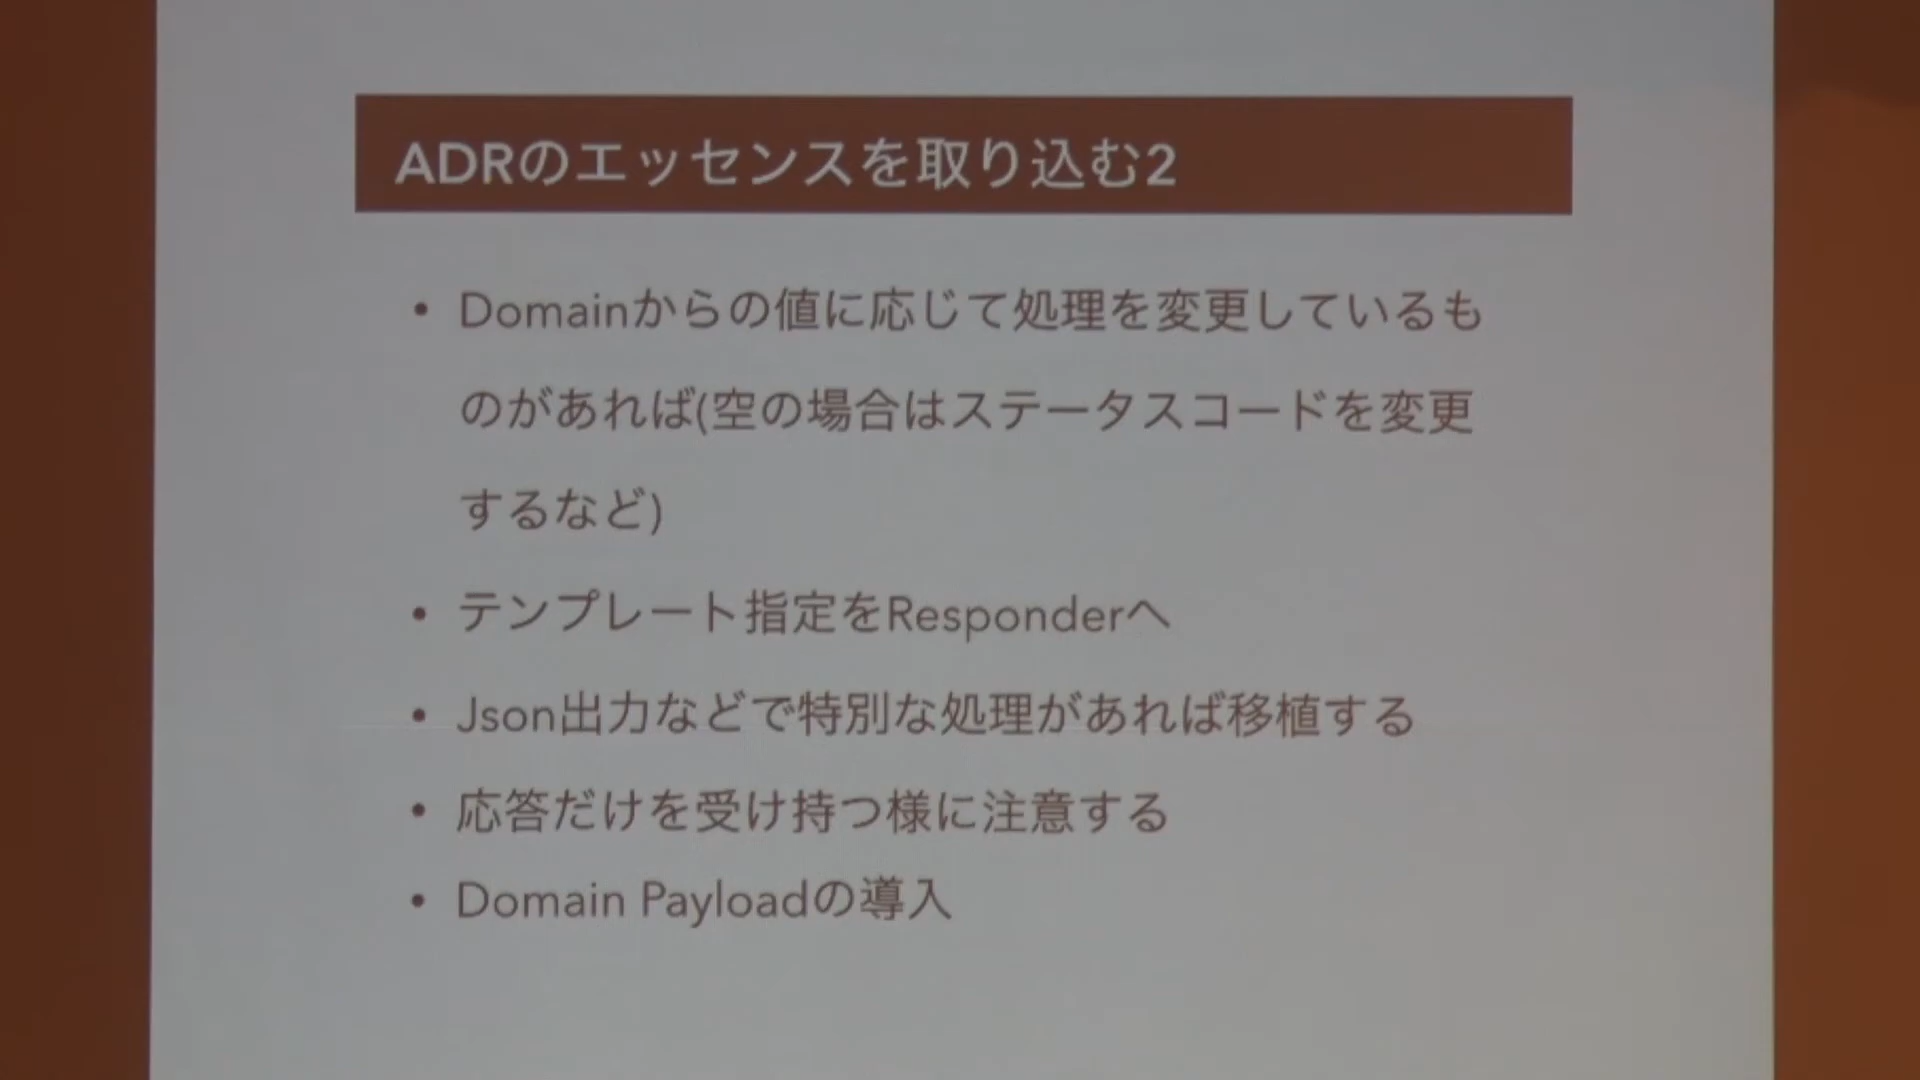 ADRのエッセンスを取り込む2
• Domainからの値に応じて処理を変更しているも
のがあれば(空の場合はステータスコードを変更
するなど)
• テンプレート指定をResponderへ
• Json出力などで特別な処理があれば移植する
• 応答だけを受け持つ様に注意する
• Domain Payloadの導入